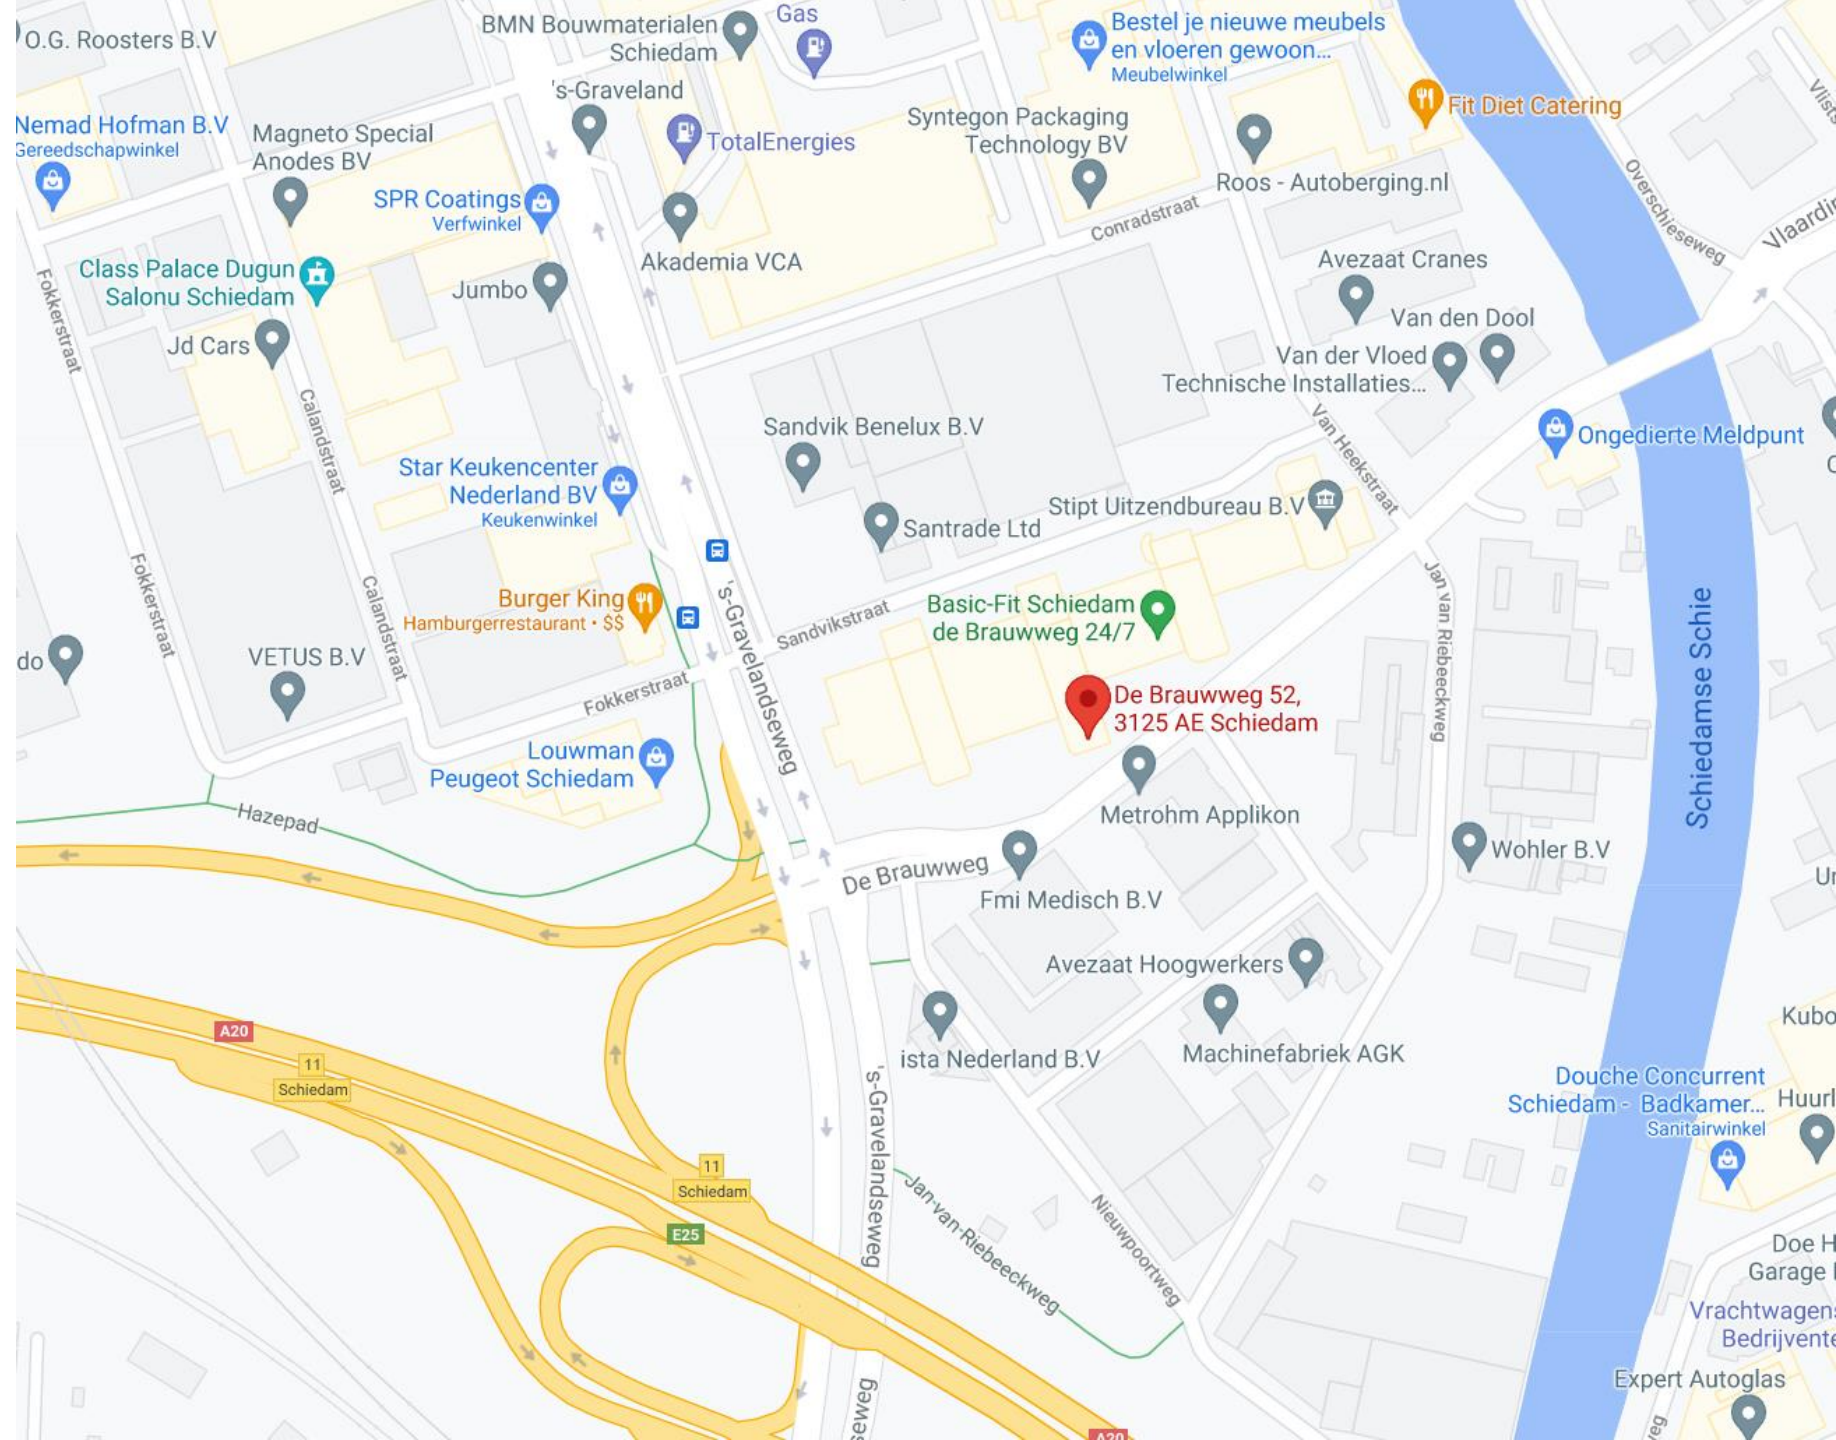 O.G. Roosters B.V
BMN Bouwmaterialen
Schiedam
Gas
Bestel je nieuwe meubels
en vloeren gewoon...
Meubelwinkel
's-Graveland
Fit Diet Catering
Nemad Hofman B.V
Gereedschapwinkel
Magneto Special
Anodes BV
TotalEnergies
Syntegon Packaging
Technology BV
Roos - Autoberging.nl
Overschieseweg
SPR Coatings
Verfwinkel
Conradstraat
Akademia VCA
Avezaat Cranes
Class Palace Dugun
Salonu Schiedam
Fokkerstraat
Jumbo
Van den Dool
Jd Cars
Van der Vloed
Technische Installaties...
Calandstraat
Sandvik Benelux B.V
Van Heekstraat
Ongedierte Meldpunt
Star Keukencenter
Nederland BV
Keukenwinkel
Santrade Ltd
Stipt Uitzendbureau B.V
Fokkerstraat
Calandstraat
Burger King
Hamburgerrestaurant • $$
's-Gravelandseweg
Sandvikstraat
Basic-Fit Schiedam
de Brauwweg 24/7
Jan van Riebeeckweg
Schiedamse Schie
do
VETUS B.V
Fokkerstraat
De Brauwweg 52,
3125 AE Schiedam
Louwman
Peugeot Schiedam
Metrohm Applikon
Hazepad
De Brauwweg
Wohler B.V
Fmi Medisch B.V
Avezaat Hoogwerkers
A20
11
Schiedam
ista Nederland B.V
Machinefabriek AGK
Kubo
Douche Concurrent
Schiedam - Badkamer...
Sanitairwinkel
Huurl
's-Gravelandseweg
11
Schiedam
Jan-van-Riebeeckweg
Nieuwpoortweg
E25
Doe H
Garage
Vrachtwagens
Bedrijvente
Expert Autoglas
seweg
A20